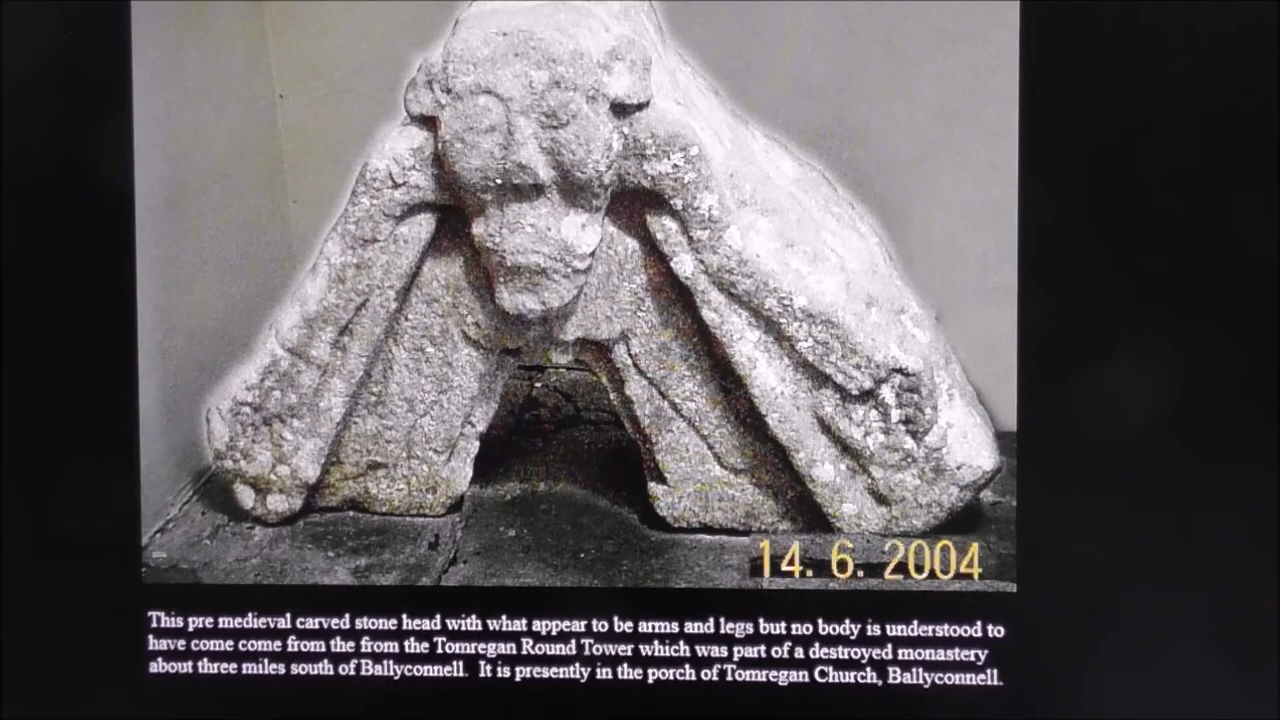 14. 6. 2004
This pre medieval carved stone head with what appear to be arms and legs but no body is understood to
have come come from the from the Tomregan Round Tower which was part of a destroyed monastery
about three miles south of Ballyconnell. It is presently in the porch of Tomregan Church, Ballyconnell.